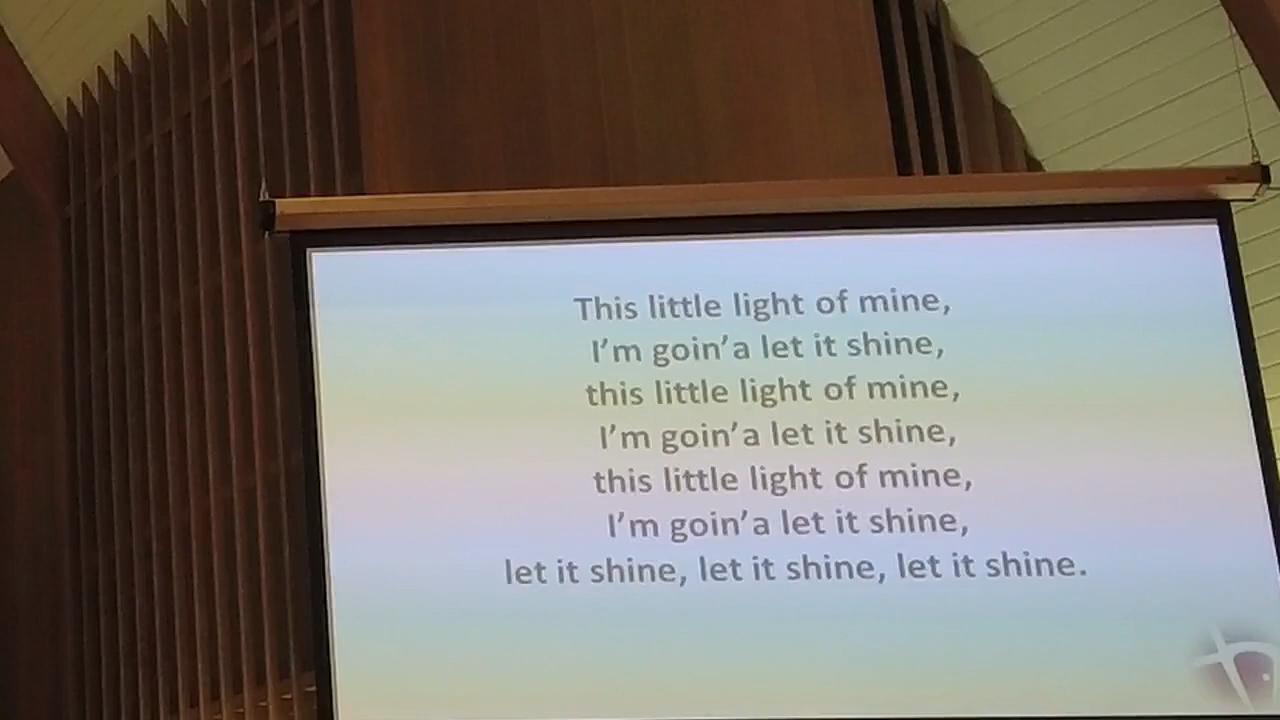 This little light of mine,
I'm goin'a let it shine,
this little light of mine,
I'm goin'a let it shine,
this little light of mine,
I'm goin'a let it shine,
let it shine, let it shine, let it shine.